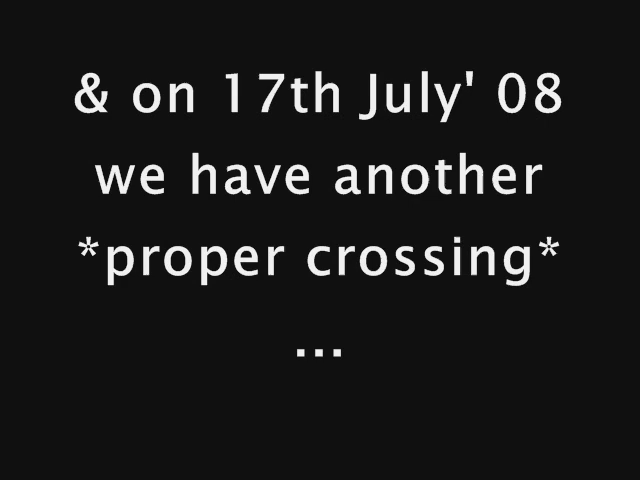 & on 17th July' 08
we have another
*proper crossing*
...